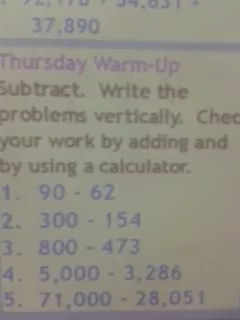 37,890
Thursday Warm-Up
Subtract. Write the
problems vertically. Chec
your work by adding and
by using a calculator.
1. 90 - 62
2. 300 - 154
3. 800 - 473
4. 5,000 - 3,286
5. 71,000 - 28,051